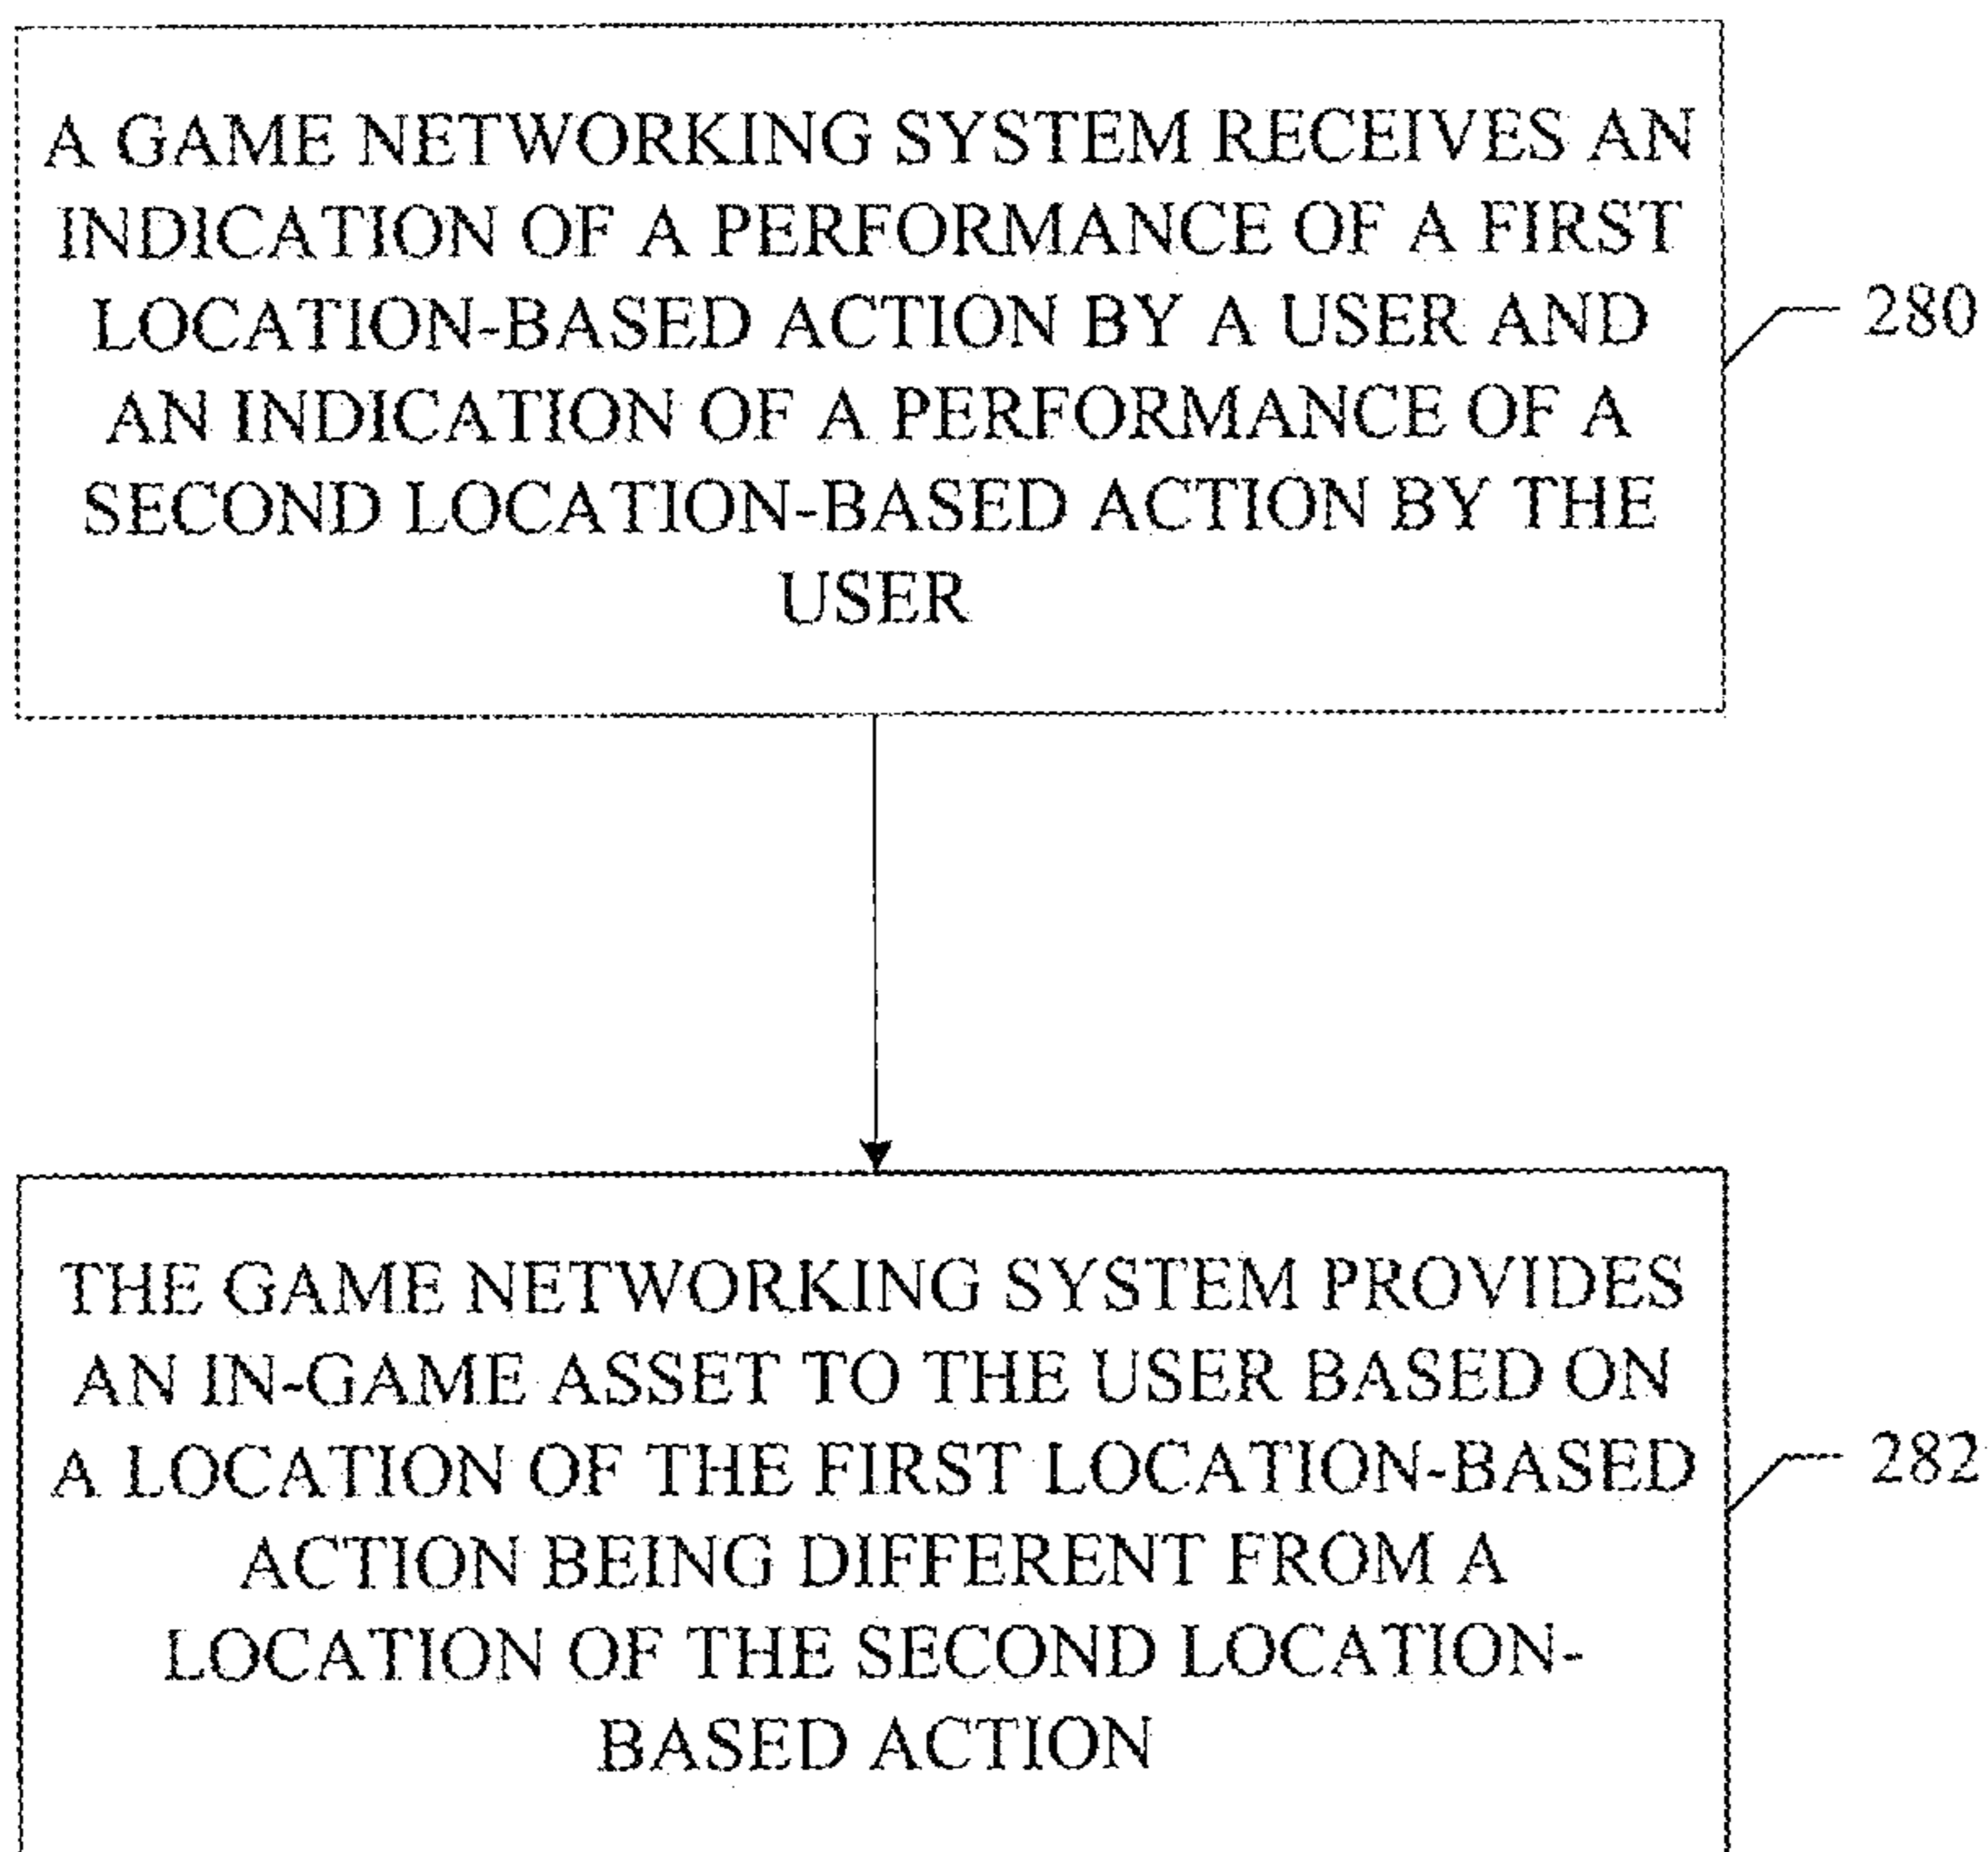 A GAME NETWORKING SYSTEM RECEIVES AN
INDICATION OF A PERFORMANCE OF A FIRST
LOCATION-BASED ACTION BY A USER AND
AN INDICATION OF A PERFORMANCE OF A
SECOND LOCATION-BASED ACTION BY THE
USER
280
THE GAME NETWORKING SYSTEM PROVIDES
AN IN-GAME ASSET TO THE USER BASED ON
A LOCATION OF THE FIRST LOCATION-BASED
ACTION BEING DIFFERENT FROM A
LOCATION OF THE SECOND LOCATION-
BASED ACTION
282